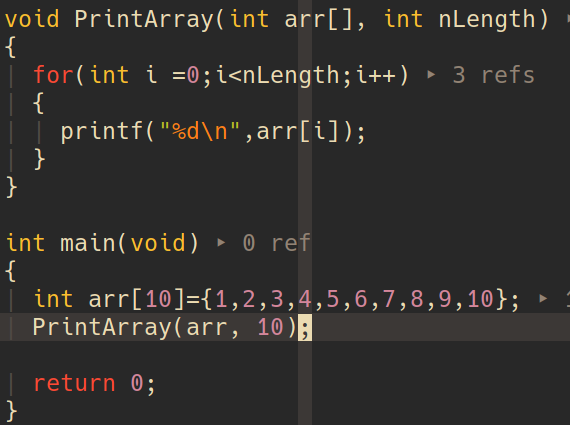 void PrintArray(int arr[], int nLength)
{
for(int i =0;i<nLength;i++) ▸ 3 refs
{
printf("%d\n",arr[i]);
}
}
int main(void) ▸ 0 ref
{
int arr[10]={1,2,3,4,5,6,7,8,9,10}; ▸
PrintArray(arr, 10);
return 0;
}